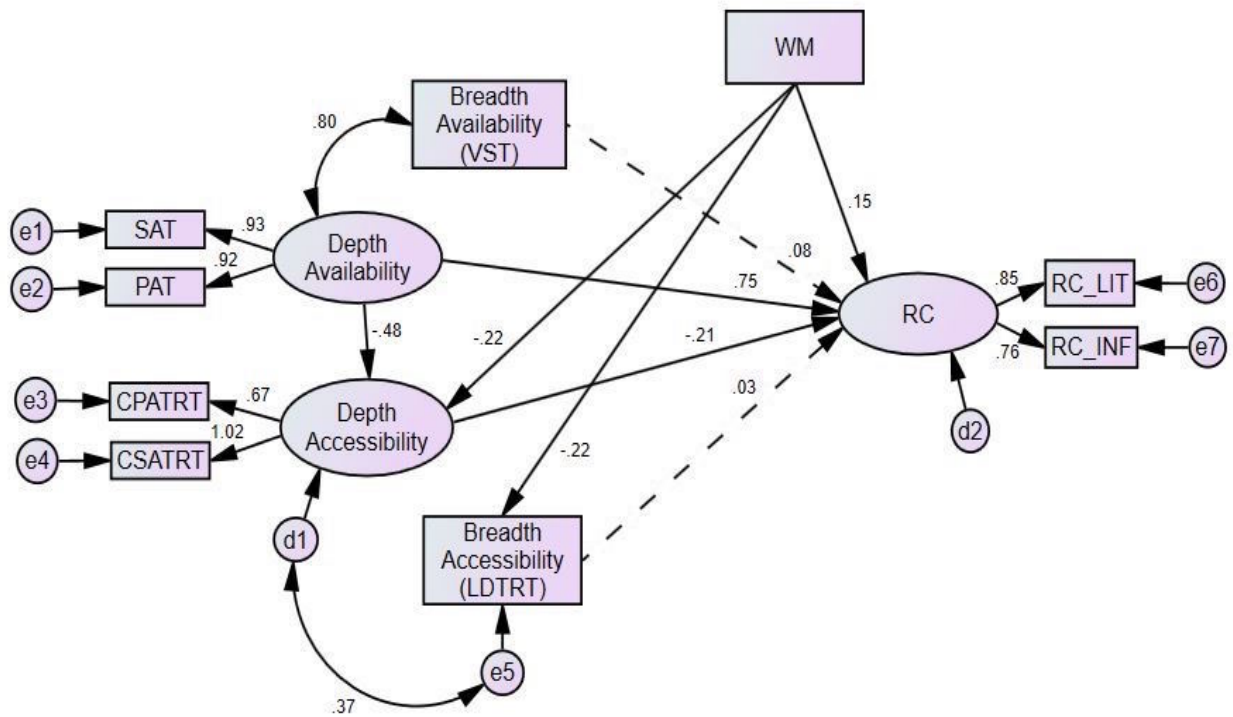 WM
Breadth
Availability
(VST)
.80
.15
e1
SAT
.93
Depth
Availability
.08
e2
PAT
.92
.75
RC
.85
RC_LIT
e6
.76
RC_INF
e7
-.48
-.22
-.21
e3
CPATRT
.67
Depth
Accessibility
.03
e4
CSATRT
1.02
d2
-.22
d1
Breadth
Accessibility
(LDTRT)
e5
.37